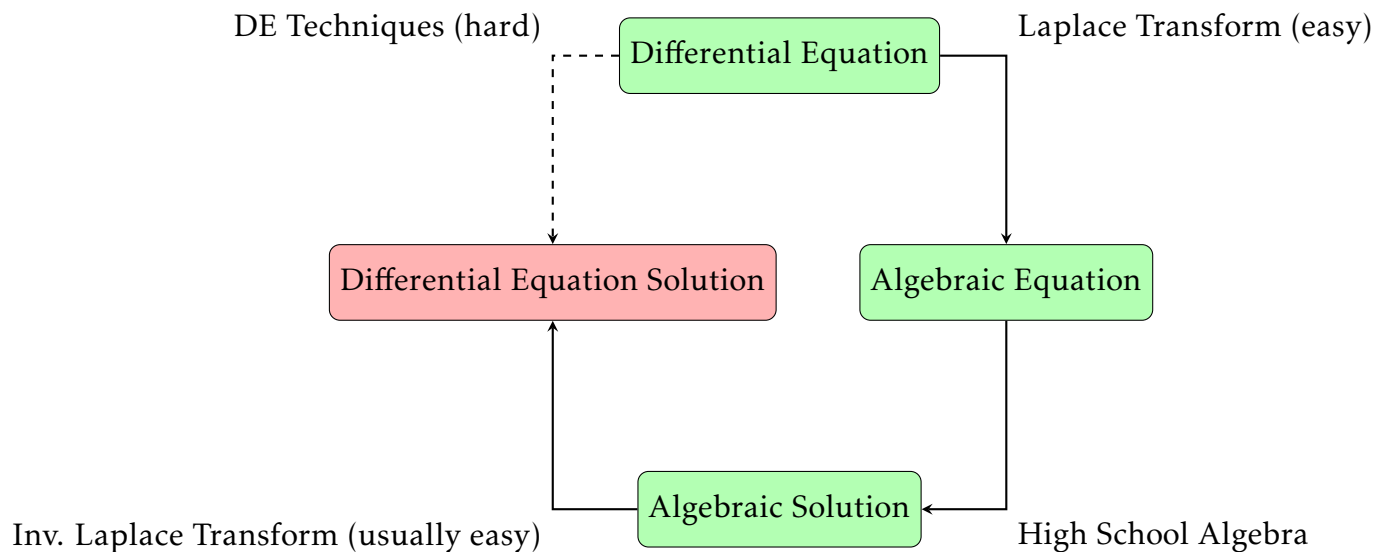 DE Techniques (hard)
Differential Equation
Laplace Transform (easy)
Differential Equation Solution
Algebraic Equation
Inv. Laplace Transform (usually easy)
Algebraic Solution
High School Algebra